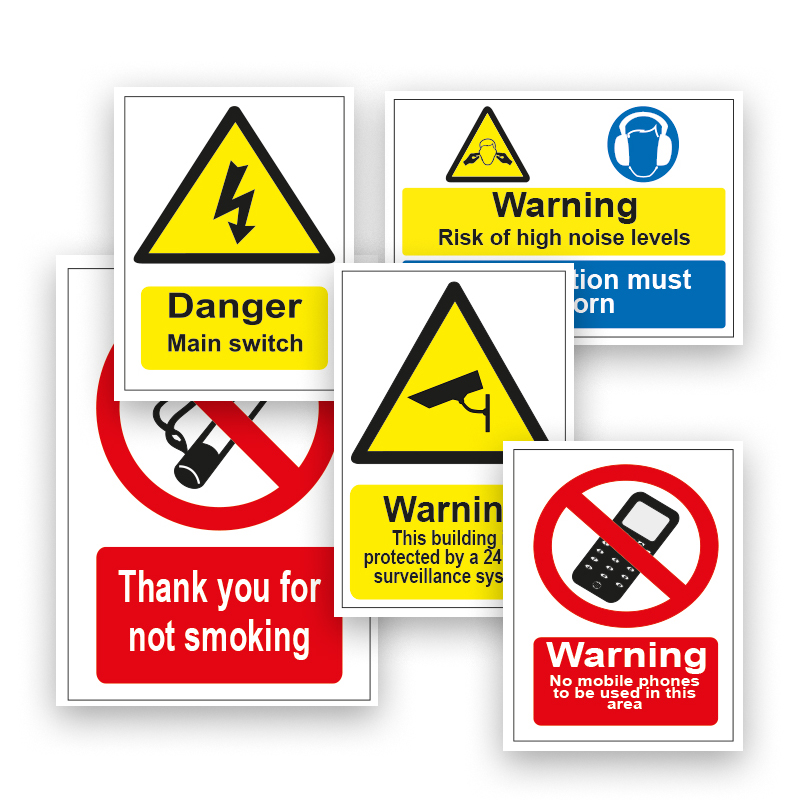 Danger
Main switch
Warning
Risk of high noise levels
tion must
orn
Thank you for
not smoking
Warnin
This building
protected by a 24
surveillance sys
Warning
No mobile phones
to be used in this
area